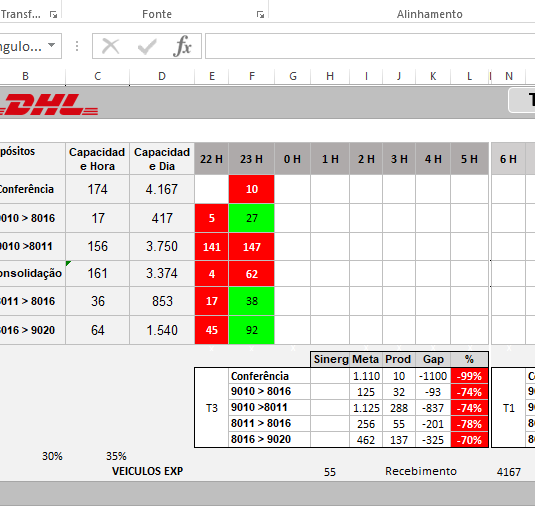 Transf... Fonte Alinhamento
ngulo... fx
B C D E F G H I J K L N
DHL T
pósitos Capacidad e Hora Capacidad e Dia 22 H 23 H 0 H 1 H 2 H 3 H 4 H 5 H 6 H
Conferência 174 4.167 10
9010 > 8016 17 417 5 27
9010 >8011 156 3.750 141 147
onsolidação 161 3.374 4 62
8011 > 8016 36 853 17 38
8016 > 9020 64 1.540 45 92
Sinerg Meta Prod Gap %
Conferência 1.110 10 -1100 -99% C
9010 > 8016 125 32 -93 -74% 90
T3 9010 >8011 1.125 288 -837 -74% T1 90
8011 > 8016 256 55 -201 -78% 80
8016 > 9020 462 137 -325 -70% 80
30% 35%
VEICULOS EXP 55 Recebimento 4167